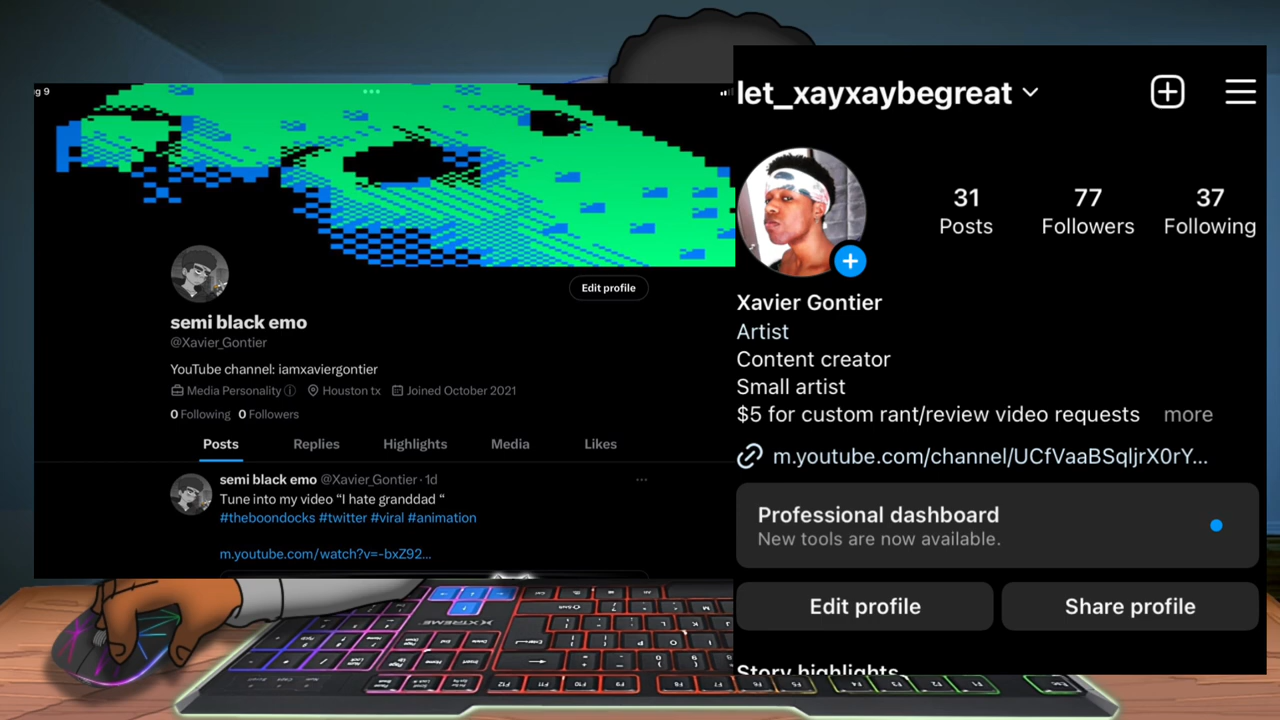 g 9
semi black emo
@Xavier_Gontier
YouTube channel: iamxaviergontier
Media Personality Houston tx Joined October 2021
0 Following 0 Followers
Edit profile
Posts Replies Highlights Media Likes
semi black emo @Xavier_Gontier · 1d
Tune into my video “I hate granddad “
#theboondocks #twitter #viral #animation
m.youtube.com/watch?v=-bxZ92...
let_xayxaybegreat
31 77 37
Posts Followers Following
Xavier Gontier
Artist
Content creator
Small artist
$5 for custom rant/review video requests more
m.youtube.com/channel/UCfVaaBSqljrX0rY...
Professional dashboard
New tools are now available.
Edit profile Share profile
Story highlights
XTREME